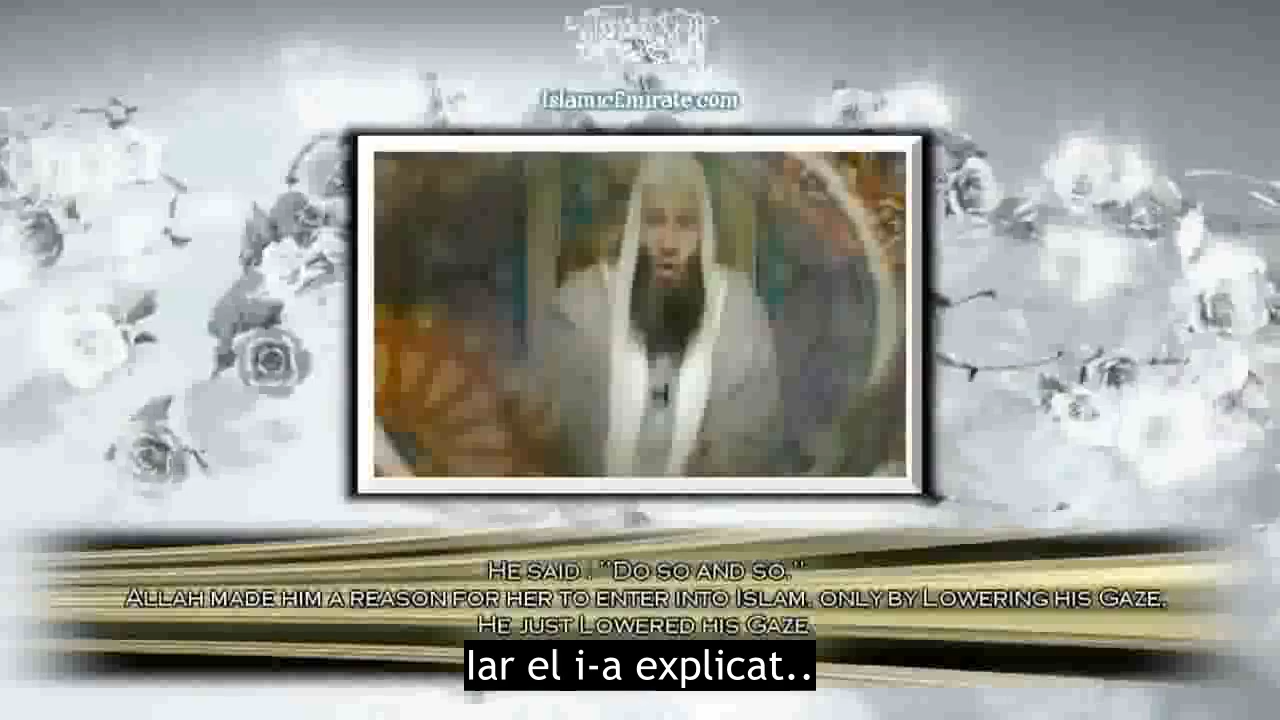 IslamicEmirate.com
He said. "Do so and so."
Allah made him a reason for her to enter into Islam, only by Lowering his Gaze.
He just Lowered his Gaze
Iar el i-a explicat..